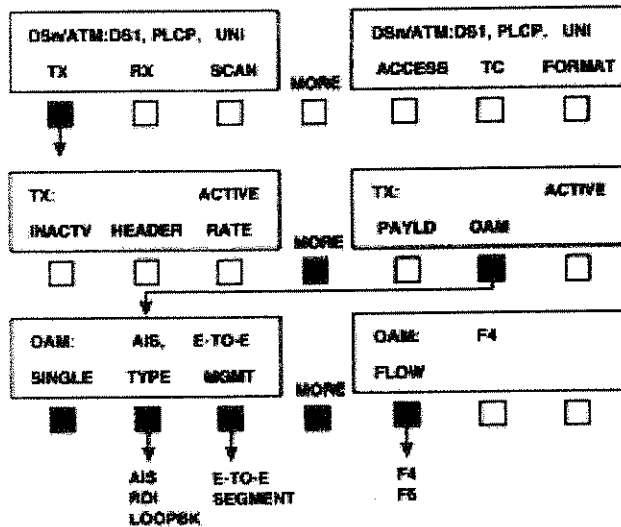 DSn/ATM:DS1, PLCP, UNI
TX RX SCAN
MORE
DSn/ATM:DS1, PLCP, UNI
ACCESS TC FORMAT
TX: ACTIVE
INACTV HEADER RATE
MORE
TX: ACTIVE
PAYLD OAM
OAM: AIS, E-TO-E
SINGLE TYPE MGMT
MORE
OAM: F4
FLOW
AIS
RDI
LOOPBK
E-TO-E
SEGMENT
F4
F5